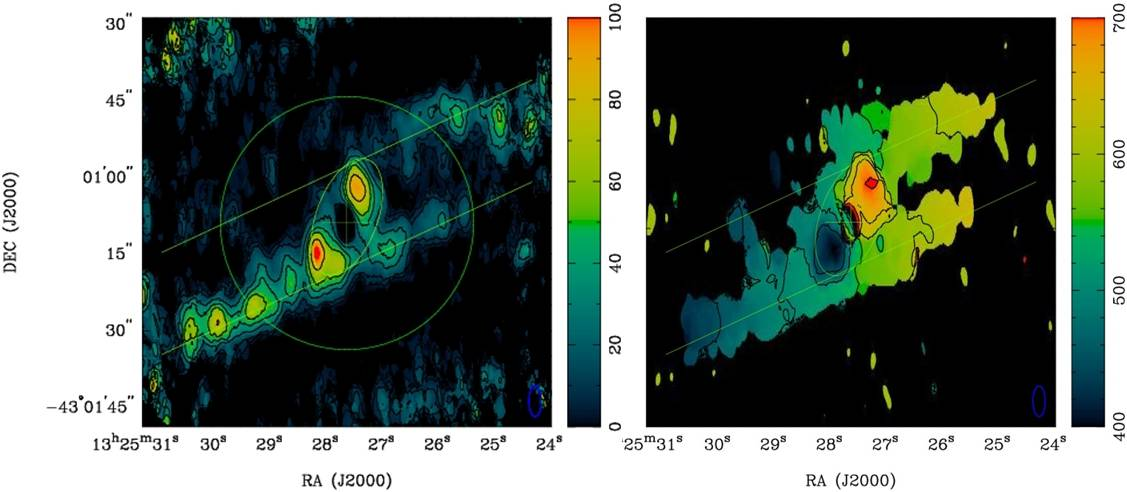 30"
45"
01'00"
15"
30"
−43°01'45"
DEC (J2000)
13ʰ25ᵐ31ˢ 30ˢ 29ˢ 28ˢ 27ˢ 26ˢ 25ˢ 24ˢ
RA (J2000)
0 20 40 60 80 100
:25ᵐ31ˢ 30ˢ 29ˢ 28ˢ 27ˢ 26ˢ 25ˢ 24ˢ
RA (J2000)
400 500 600 700